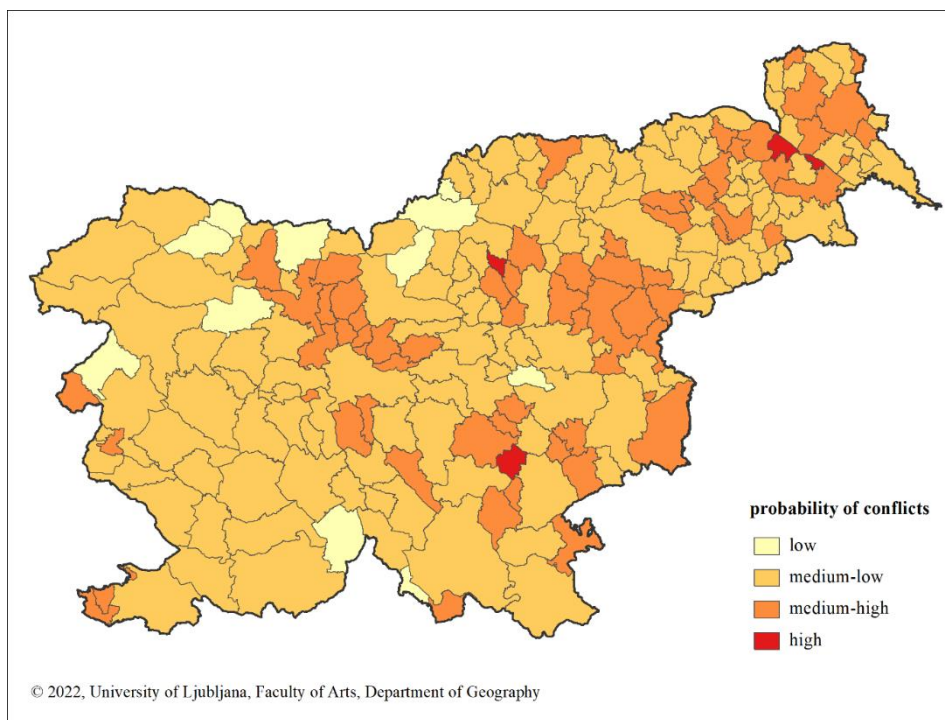 probability of conflicts
low
medium-low
medium-high
high
© 2022, University of Ljubljana, Faculty of Arts, Department of Geography